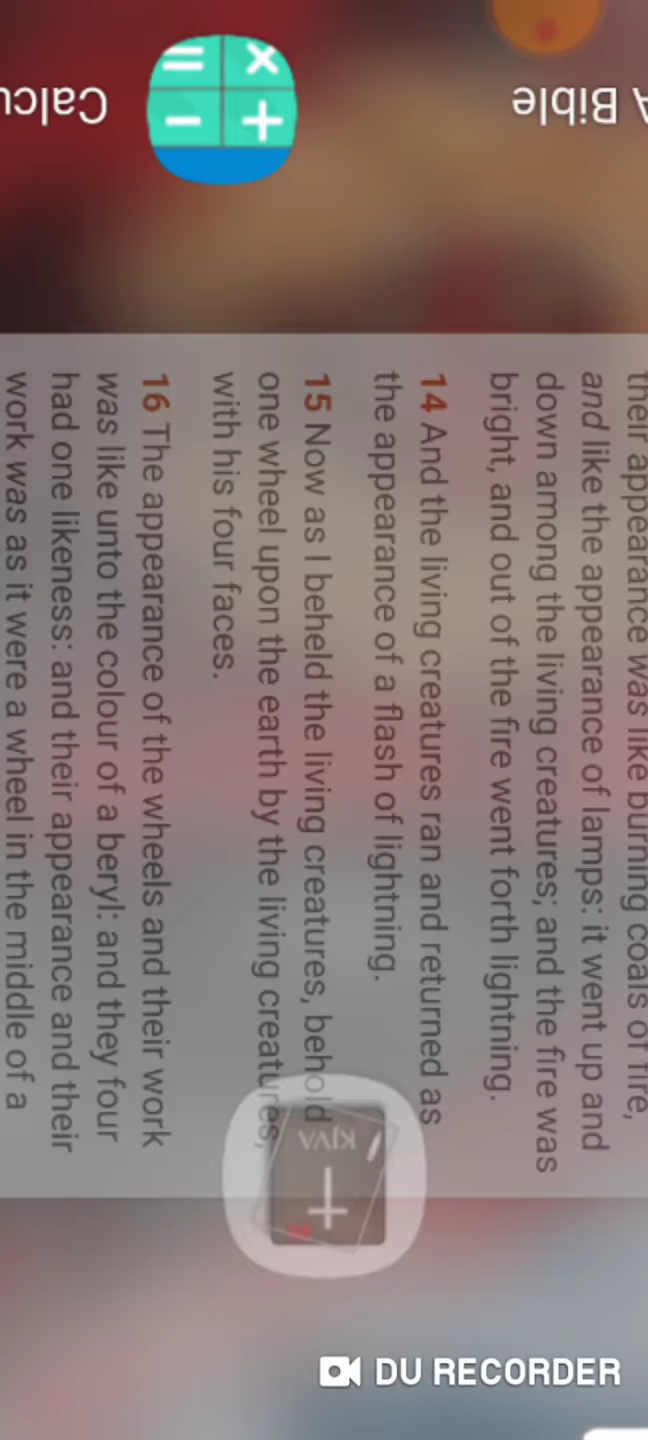 Calcu
A Bible
their appearance was like burning coals of fire,
and like the appearance of lamps: it went up and
down among the living creatures; and the fire was
bright, and out of the fire went forth lightning.
14 And the living creatures ran and returned as
the appearance of a flash of lightning.
15 Now as I beheld the living creatures, behold
one wheel upon the earth by the living creatures,
with his four faces.
16 The appearance of the wheels and their work
was like unto the colour of a beryl: and they four
had one likeness: and their appearance and their
work was as it were a wheel in the middle of a
KJVA
DU RECORDER